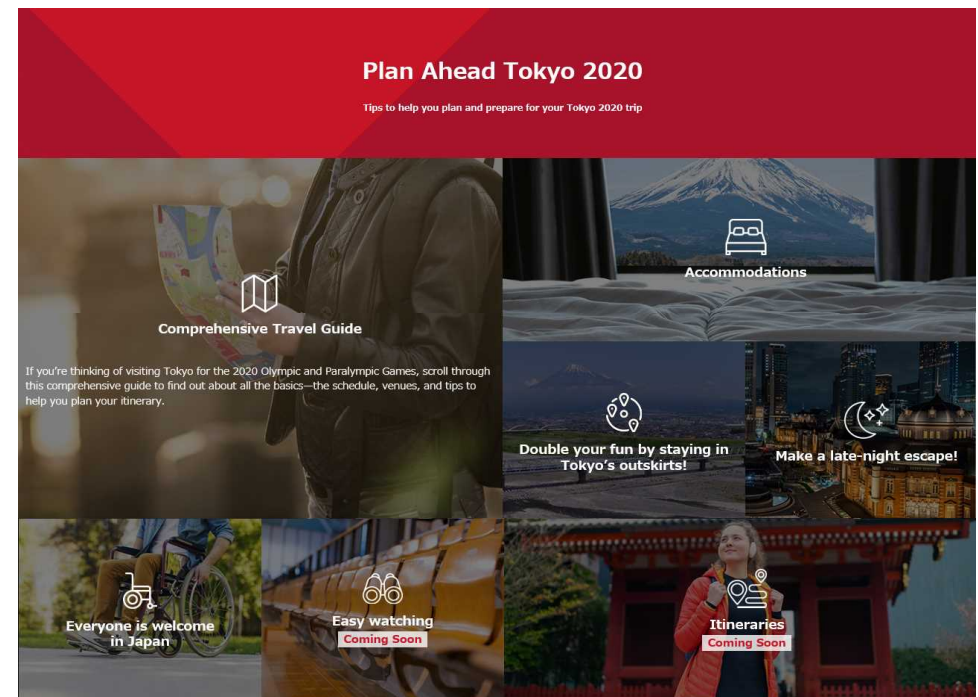 Plan Ahead Tokyo 2020
Tips to help you plan and prepare for your Tokyo 2020 trip
Comprehensive Travel Guide
If you’re thinking of visiting Tokyo for the 2020 Olympic and Paralympic Games, scroll through
this comprehensive guide to find out about all the basics—the schedule, venues, and tips to
help you plan your itinerary.
Accommodations
Double your fun by staying in
Tokyo’s outskirts!
Make a late-night escape!
Everyone is welcome
in Japan
Easy watching
Coming Soon
Itineraries
Coming Soon